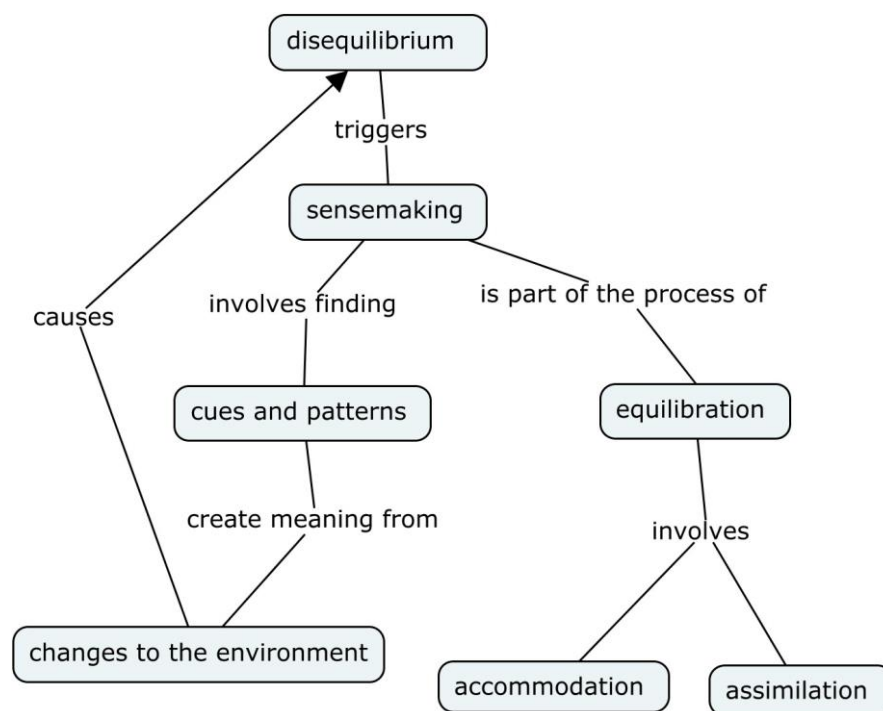 disequilibrium
triggers
sensemaking
involves finding
is part of the process of
causes
cues and patterns
equilibration
create meaning from
involves
changes to the environment
accommodation
assimilation